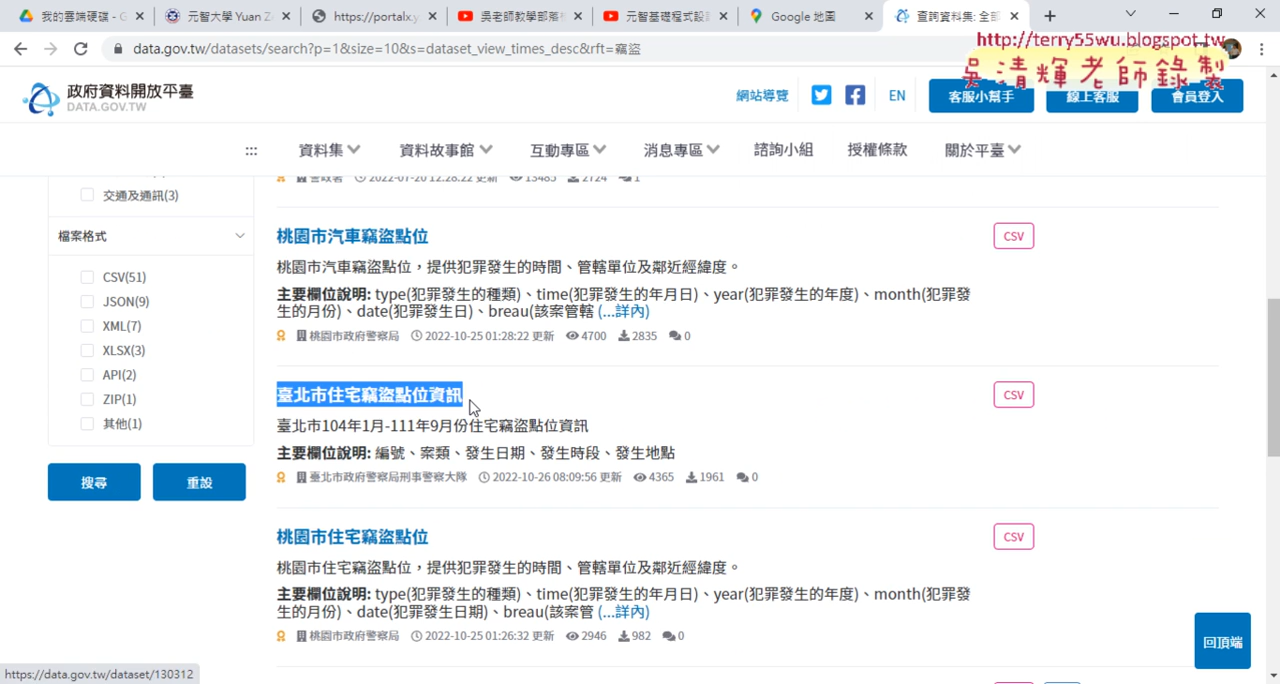 我的雲端硬碟 - G
元智大學 Yuan Z
https://portalx.y
吳老師教學部落
元智基礎程式設
Google 地圖
查詢資料集: 全部
data.gov.tw/datasets/search?p=1&size=10&s=dataset_view_times_desc&rft=竊盜
http://terry55wu.blogspot.tw
吳清輝老師錄製
政府資料開放平臺
DATA.GOV.TW
網站導覽
EN
客服小幫手
線上客服
會員登入
:::
資料集
資料故事館
互動專區
消息專區
諮詢小組
授權條款
關於平臺
交通及通訊(3)
檔案格式
CSV(51)
JSON(9)
XML(7)
XLSX(3)
API(2)
ZIP(1)
其他(1)
搜尋
重設
警政署 2022-07-20 12:28:22 更新 13485 2724 1
桃園市汽車竊盜點位
CSV
桃園市汽車竊盜點位，提供犯罪發生的時間、管轄單位及鄰近經緯度。
主要欄位說明: type(犯罪發生的種類)、time(犯罪發生的年月日)、year(犯罪發生的年度)、month(犯罪發
生的月份)、date(犯罪發生日)、breau(該案管轄 (...詳內)
桃園市政府警察局 2022-10-25 01:28:22 更新 4700 2835 0
臺北市住宅竊盜點位資訊
CSV
臺北市104年1月-111年9月份住宅竊盜點位資訊
主要欄位說明: 編號、案類、發生日期、發生時段、發生地點
臺北市政府警察局刑事警察大隊 2022-10-26 08:09:56 更新 4365 1961 0
桃園市住宅竊盜點位
CSV
桃園市住宅竊盜點位，提供犯罪發生的時間、管轄單位及鄰近經緯度。
主要欄位說明: type(犯罪發生的種類)、time(犯罪發生的年月日)、year(犯罪發生的年度)、month(犯罪發
生的月份)、date(犯罪發生日期)、breau(該案管 (...詳內)
桃園市政府警察局 2022-10-25 01:26:32 更新 2946 982 0
回頂端
https://data.gov.tw/dataset/130312